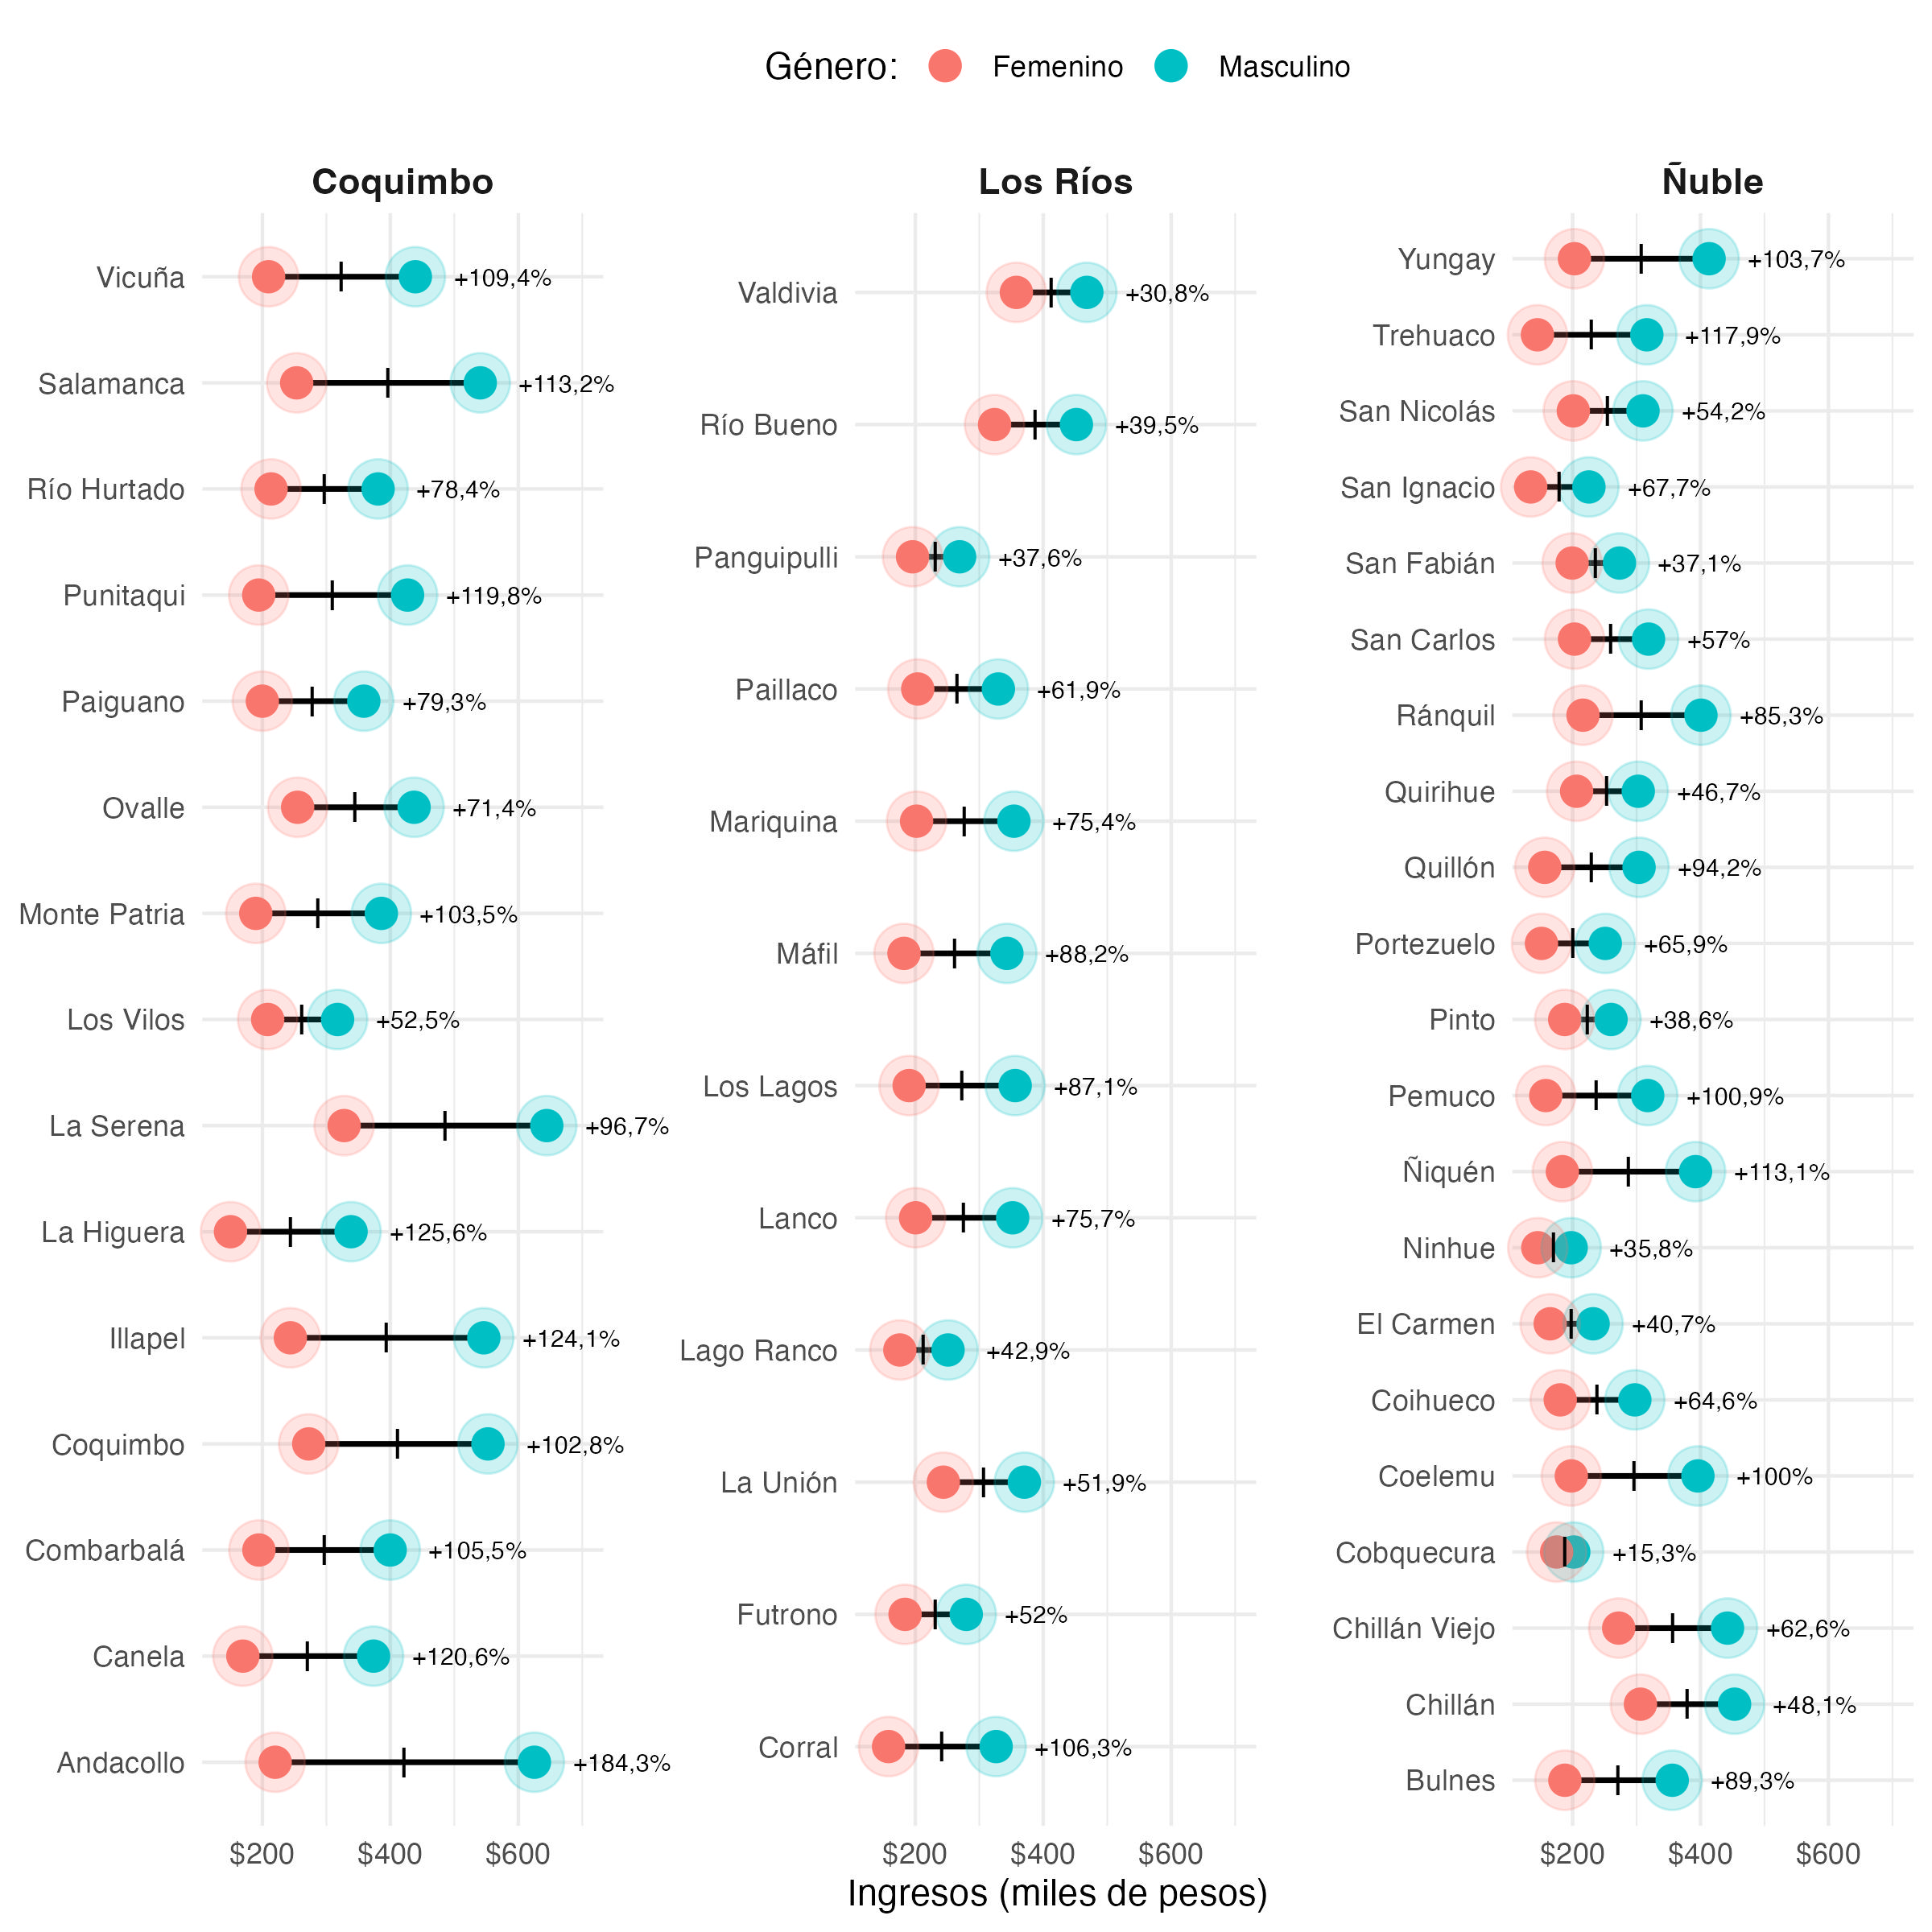 Género: Femenino Masculino
Coquimbo
Vicuña +109,4%
Salamanca +113,2%
Río Hurtado +78,4%
Punitaqui +119,8%
Paiguano +79,3%
Ovalle +71,4%
Monte Patria +103,5%
Los Vilos +52,5%
La Serena +96,7%
La Higuera +125,6%
Illapel +124,1%
Coquimbo +102,8%
Combarbalá +105,5%
Canela +120,6%
Andacollo +184,3%
$200 $400 $600
Los Ríos
Valdivia +30,8%
Río Bueno +39,5%
Panguipulli +37,6%
Paillaco +61,9%
Mariquina +75,4%
Máfil +88,2%
Los Lagos +87,1%
Lanco +75,7%
Lago Ranco +42,9%
La Unión +51,9%
Futrono +52%
Corral +106,3%
$200 $400 $600
Ñuble
Yungay +103,7%
Trehuaco +117,9%
San Nicolás +54,2%
San Ignacio +67,7%
San Fabián +37,1%
San Carlos +57%
Ránquil +85,3%
Quirihue +46,7%
Quillón +94,2%
Portezuelo +65,9%
Pinto +38,6%
Pemuco +100,9%
Ñiquén +113,1%
Ninhue +35,8%
El Carmen +40,7%
Coihueco +64,6%
Coelemu +100%
Cobquecura +15,3%
Chillán Viejo +62,6%
Chillán +48,1%
Bulnes +89,3%
$200 $400 $600
Ingresos (miles de pesos)